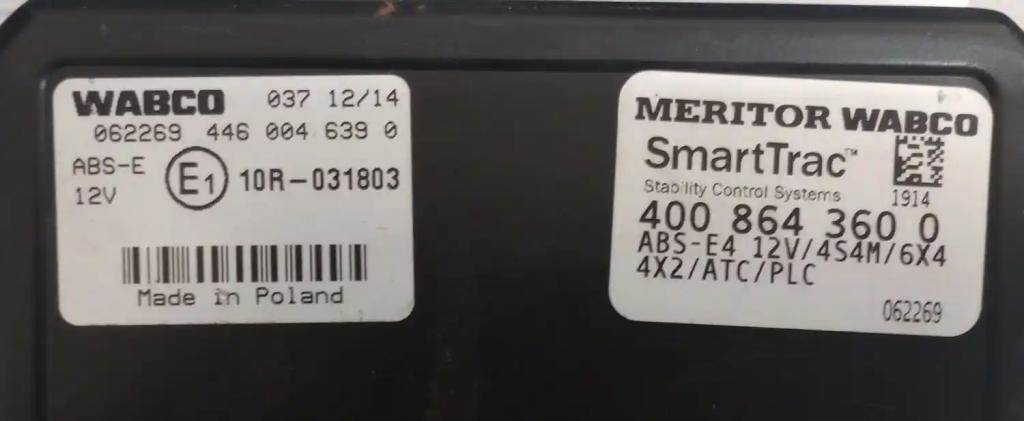 WABCO 037 12/14
062269 446 004 639 0
ABS-E
12V
E1 10R-031803
Made in Poland
MERITOR WABCO
SmartTrac™
Stability Control Systems
1914
400 864 360 0
ABS-E4 12V/4S4M/6X4
4X2/ATC/PLC
062269